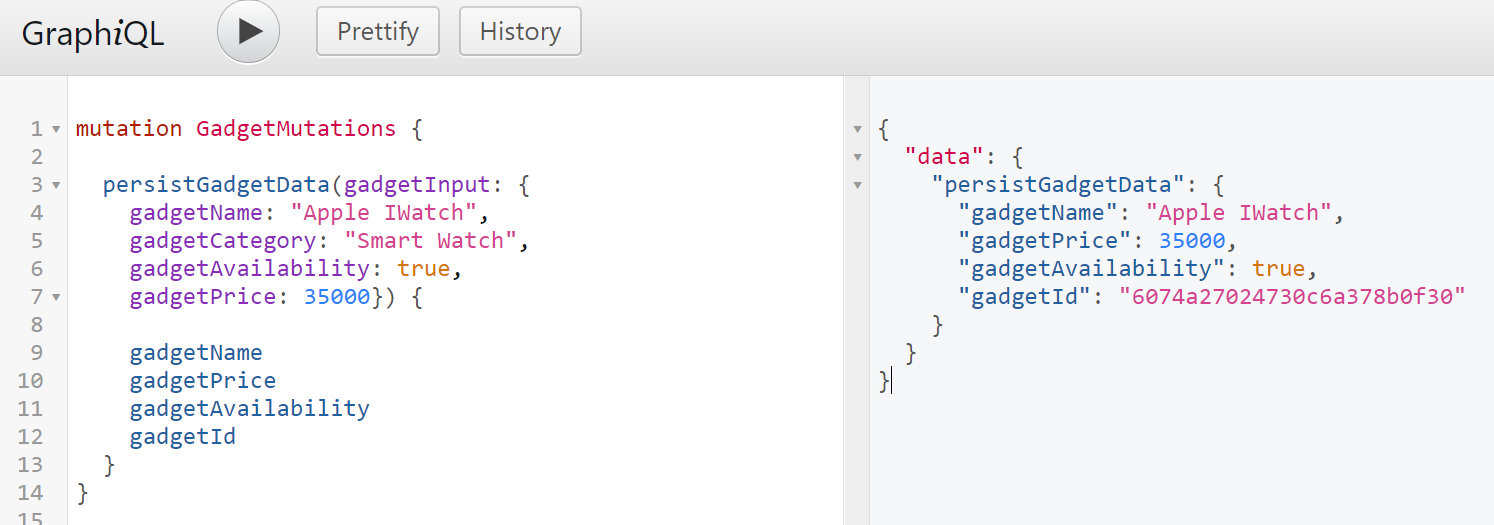 GraphiQL Prettify History
1 mutation GadgetMutations {
2
3 persistGadgetData(gadgetInput: {
4 gadgetName: "Apple IWatch",
5 gadgetCategory: "Smart Watch",
6 gadgetAvailability: true,
7 gadgetPrice: 35000}) {
8
9 gadgetName
10 gadgetPrice
11 gadgetAvailability
12 gadgetId
13 }
14 }
15
{
"data": {
"persistGadgetData": {
"gadgetName": "Apple IWatch",
"gadgetPrice": 35000,
"gadgetAvailability": true,
"gadgetId": "6074a27024730c6a378b0f30"
}
}
}